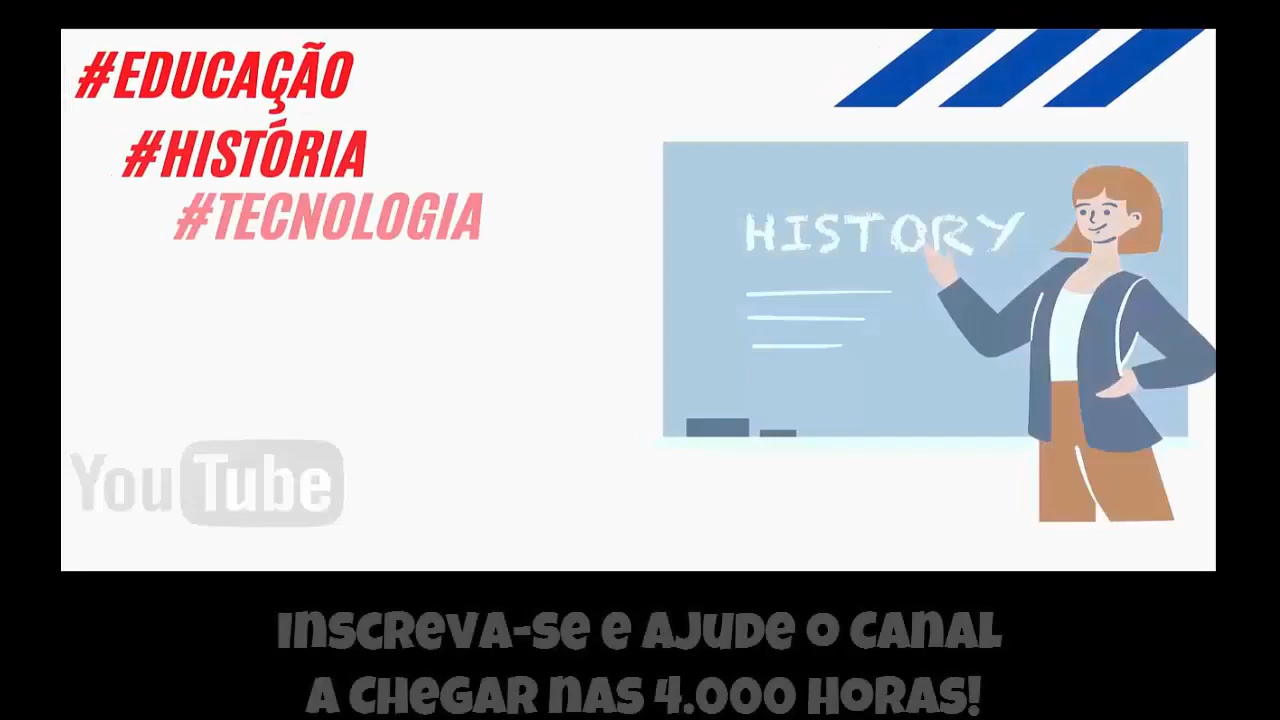 #EDUCAÇÃO
#HISTÓRIA
#TECNOLOGIA
HISTORY
YouTube
INSCREVA-SE E AJUDE O CANAL
A CHEGAR NAS 4.000 HORAS!